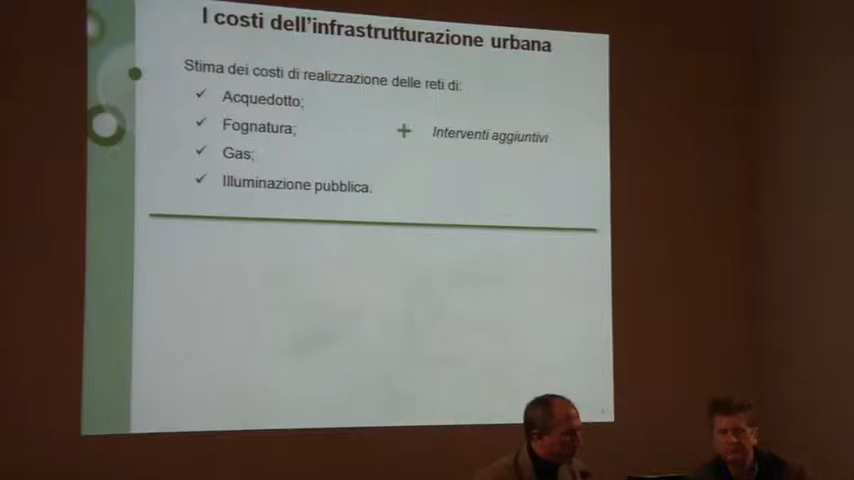 I costi dell'infrastrutturazione urbana
Stima dei costi di realizzazione delle reti di:
✓ Acquedotto;
✓ Fognatura;
+ Interventi aggiuntivi
✓ Gas;
✓ Illuminazione pubblica.